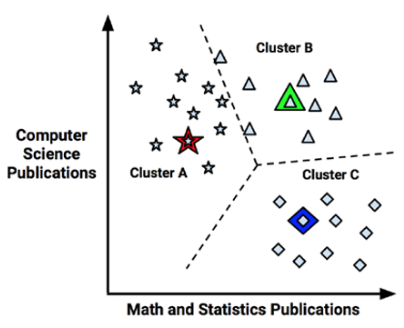 Cluster B
Computer
Science
Publications
Cluster A
Cluster C
Math and Statistics Publications